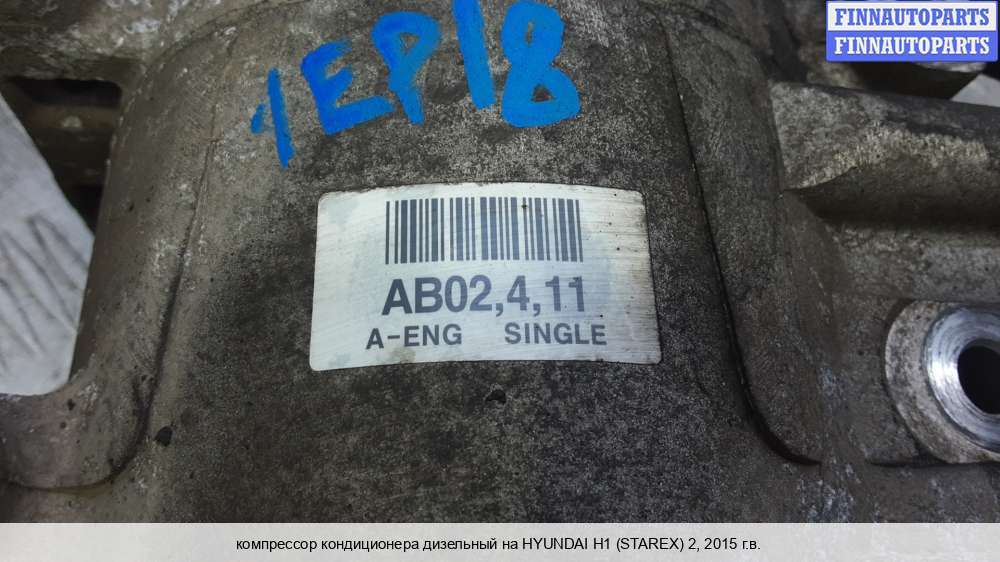 FINNAUTOPARTS
FINNAUTOPARTS
1EP18
AB02,4,11
A-ENG SINGLE
компрессор кондиционера дизельный на HYUNDAI H1 (STAREX) 2, 2015 г.в.